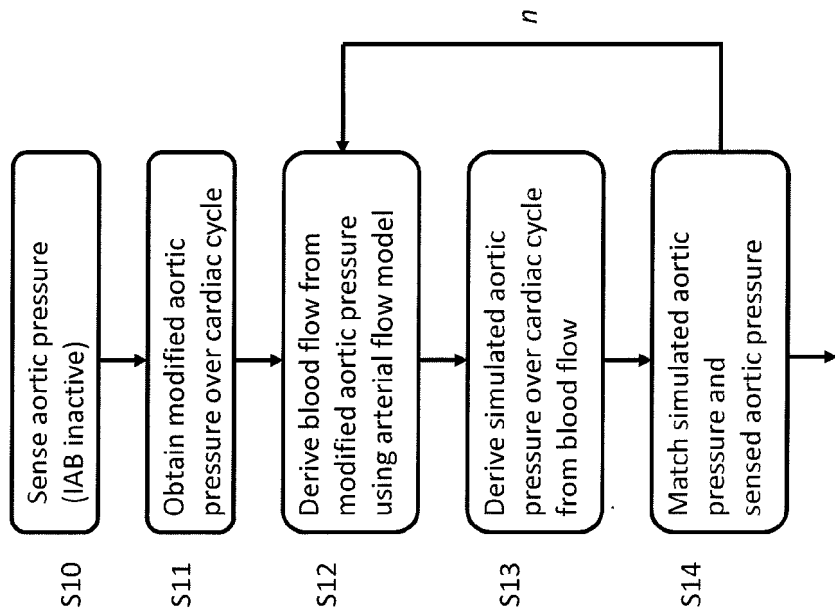 S10
Sense aortic pressure
(IAB inactive)
S11
Obtain modified aortic
pressure over cardiac cycle
S12
Derive blood flow from
modified aortic pressure
using arterial flow model
n
S13
Derive simulated aortic
pressure over cardiac cycle
from blood flow
S14
Match simulated aortic
pressure and
sensed aortic pressure